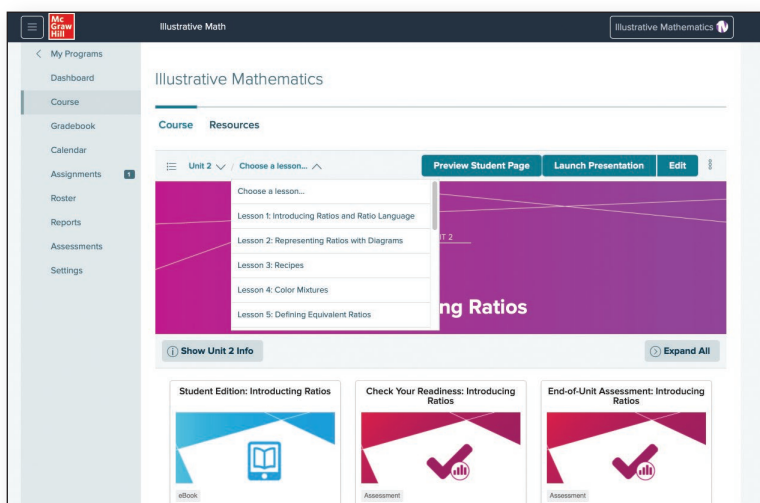 Mc
Graw
Hill
Illustrative Math
Illustrative Mathematics
My Programs
Dashboard
Course
Gradebook
Calendar
Assignments 1
Roster
Reports
Assessments
Settings
Illustrative Mathematics
Course Resources
Unit 2 / Choose a lesson...
Preview Student Page Launch Presentation Edit
Choose a lesson...
Lesson 1: Introducing Ratios and Ratio Language
Lesson 2: Representing Ratios with Diagrams
Lesson 3: Recipes
Lesson 4: Color Mixtures
Lesson 5: Defining Equivalent Ratios
IT 2
ng Ratios
Show Unit 2 Info
Expand All
Student Edition: Introducting Ratios
eBook
Check Your Readiness: Introducing
Ratios
Assessment
End-of-Unit Assessment: Introducing
Ratios
Assessment